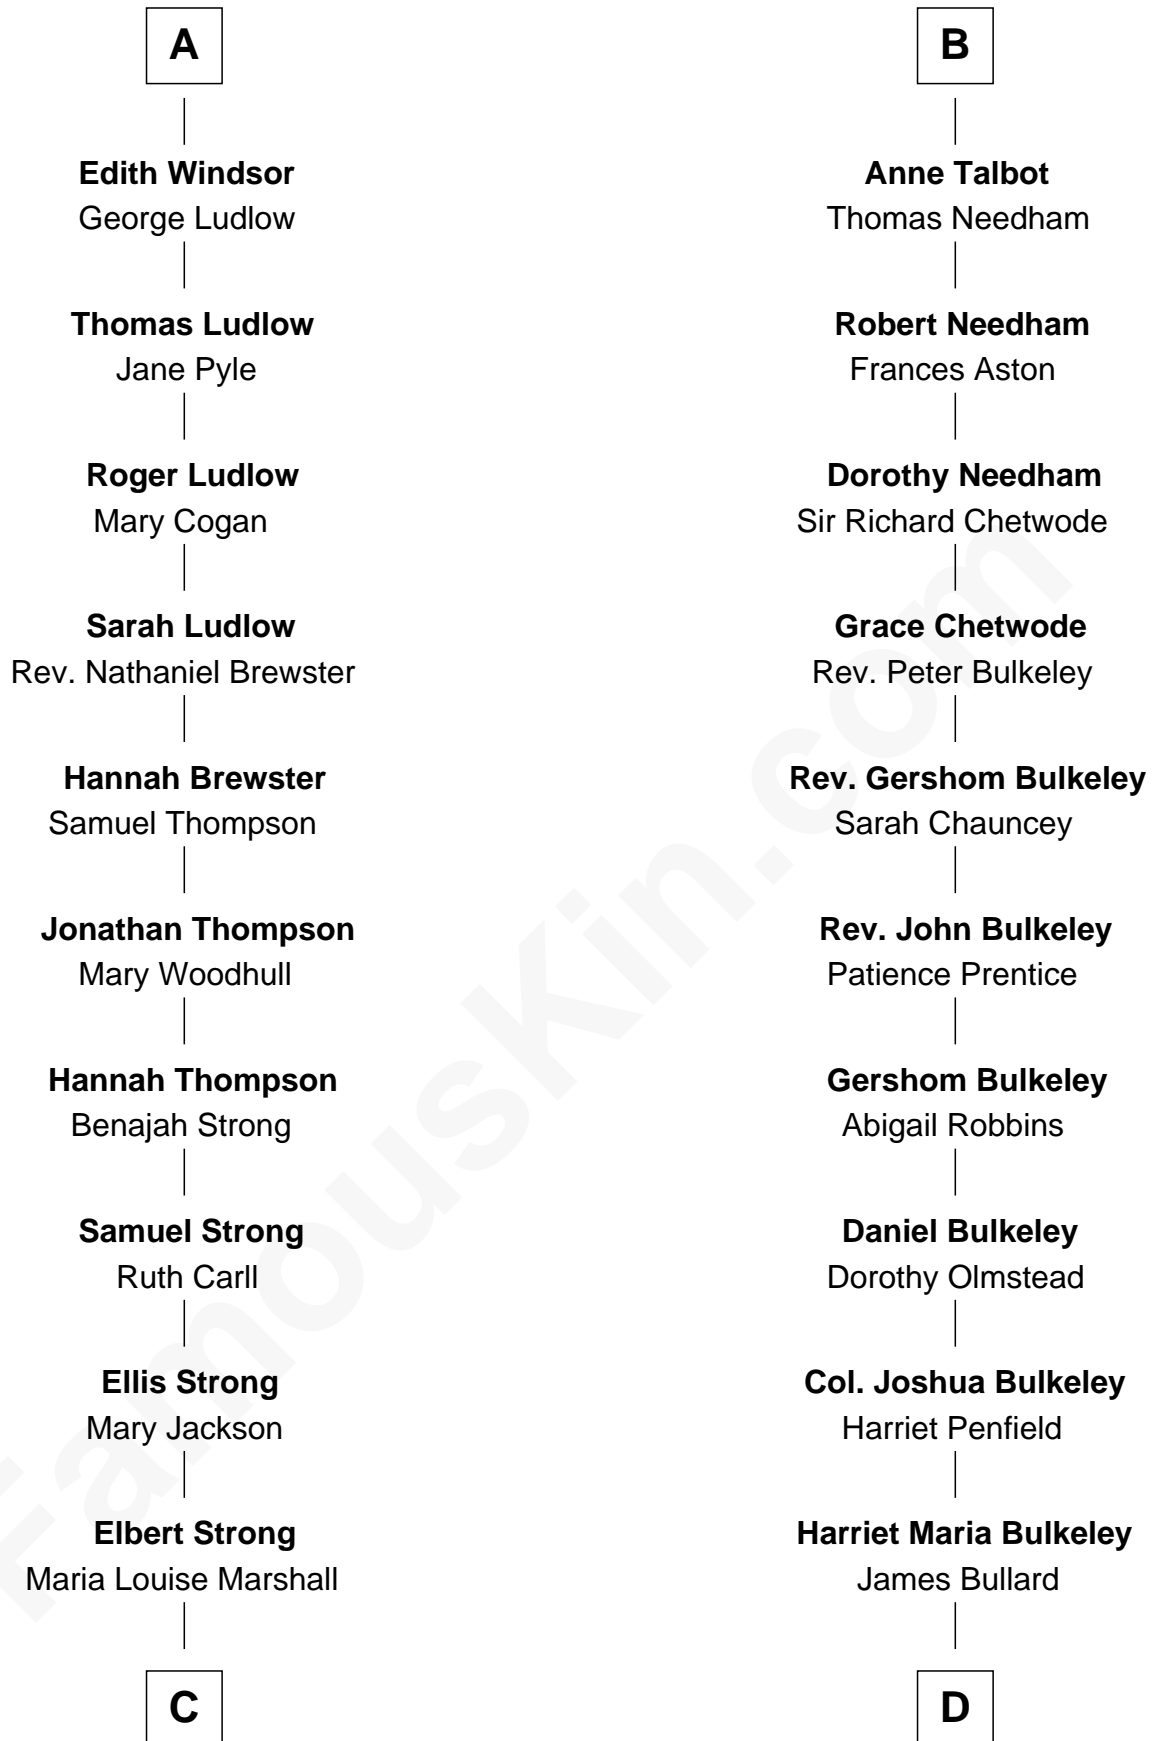 A
Edith Windsor
George Ludlow
Thomas Ludlow
Jane Pyle
Roger Ludlow
Mary Cogan
Sarah Ludlow
Rev. Nathaniel Brewster
Hannah Brewster
Samuel Thompson
Jonathan Thompson
Mary Woodhull
Hannah Thompson
Benajah Strong
Samuel Strong
Ruth Carll
Ellis Strong
Mary Jackson
Elbert Strong
Maria Louise Marshall
C
B
Anne Talbot
Thomas Needham
Robert Needham
Frances Aston
Dorothy Needham
Sir Richard Chetwode
Grace Chetwode
Rev. Peter Bulkeley
Rev. Gershom Bulkeley
Sarah Chauncey
Rev. John Bulkeley
Patience Prentice
Gershom Bulkeley
Abigail Robbins
Daniel Bulkeley
Dorothy Olmstead
Col. Joshua Bulkeley
Harriet Penfield
Harriet Maria Bulkeley
James Bullard
D
FamousKin.com